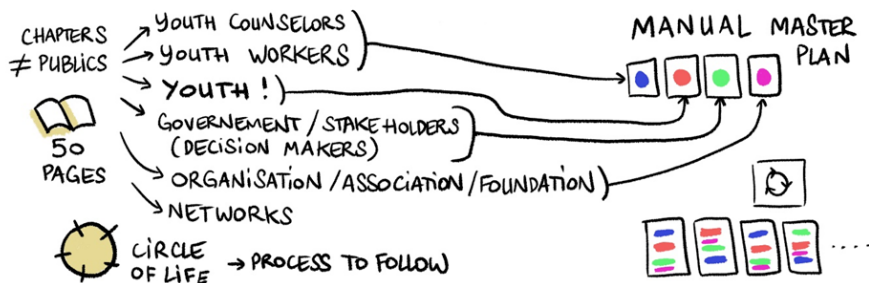 CHAPTERS
≠ PUBLICS
YOUTH COUNSELORS
YOUTH WORKERS
YOUTH !
GOVERNEMENT / STAKEHOLDERS
(DECISION MAKERS)
ORGANISATION / ASSOCIATION / FOUNDATION
NETWORKS
50
PAGES
CIRCLE
OF LIFE → PROCESS TO FOLLOW
MANUAL MASTER
PLAN